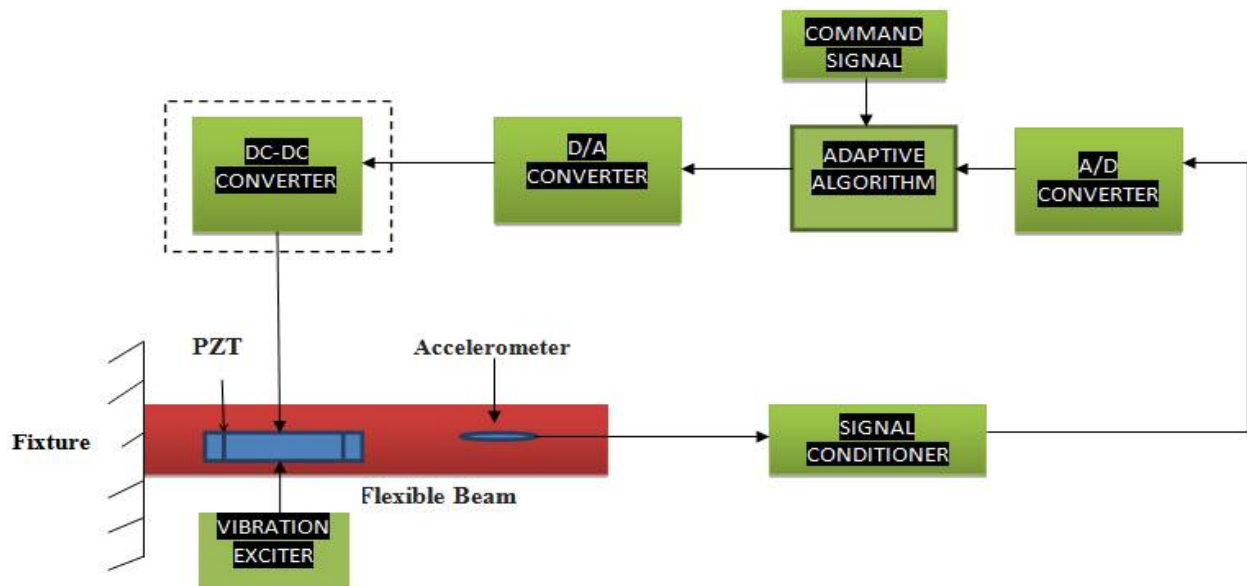 COMMAND
SIGNAL
DC-DC
CONVERTER
D/A
CONVERTER
ADAPTIVE
ALGORITHM
A/D
CONVERTER
PZT
Accelerometer
Fixture
SIGNAL
CONDITIONER
Flexible Beam
VIBRATION
EXCITER